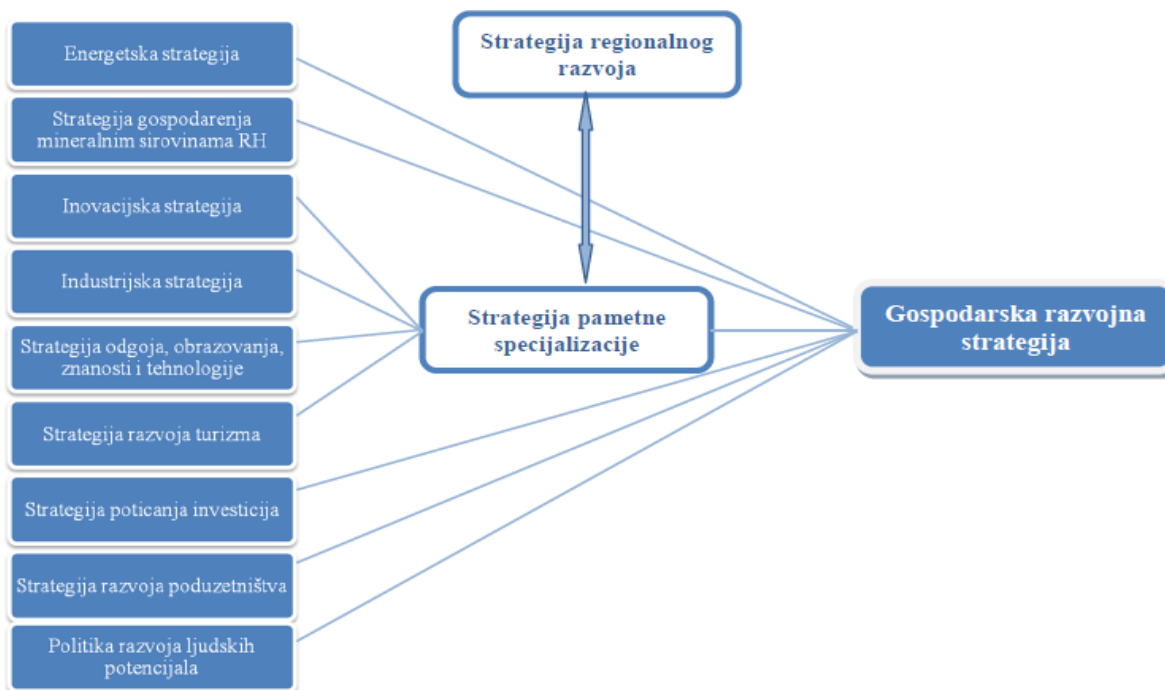 Energetska strategija
Strategija gospodarenja
mineralnim sirovinama RH
Inovacijska strategija
Industrijska strategija
Strategija odgoja, obrazovanja,
znanosti i tehnologije
Strategija razvoja turizma
Strategija poticanja investicija
Strategija razvoja poduzetništva
Politika razvoja ljudskih
potencijala
Strategija regionalnog
razvoja
Strategija pametne
specijalizacije
Gospodarska razvojna
strategija